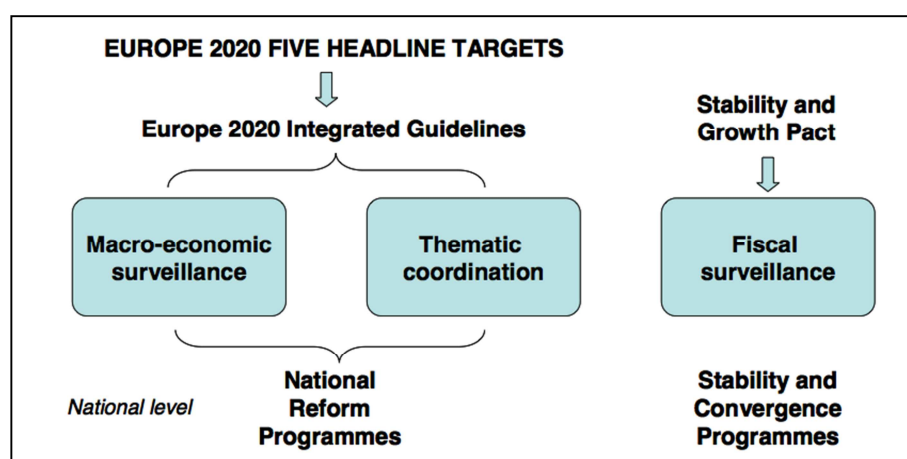 EUROPE 2020 FIVE HEADLINE TARGETS
Europe 2020 Integrated Guidelines
Stability and
Growth Pact
Macro-economic
surveillance
Thematic
coordination
Fiscal
surveillance
National level
National
Reform
Programmes
Stability and
Convergence
Programmes